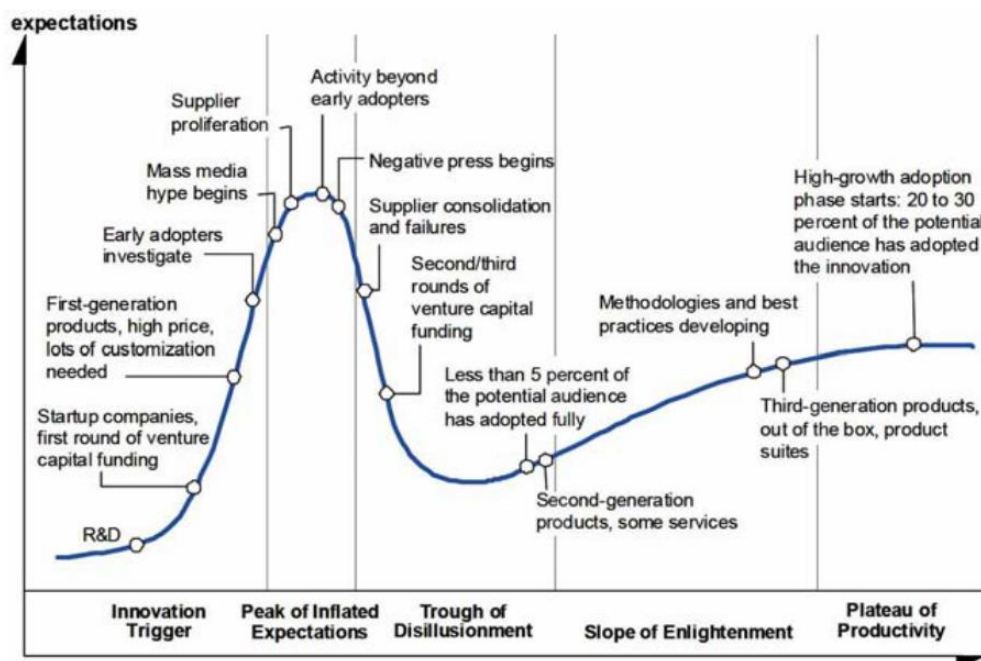 expectations
Activity beyond
early adopters
Supplier
proliferation
Negative press begins
Mass media
hype begins
Supplier consolidation
and failures
High-growth adoption
phase starts: 20 to 30
percent of the potential
audience has adopted
the innovation
Early adopters
investigate
Second/third
rounds of
venture capital
funding
First-generation
products, high price,
lots of customization
needed
Methodologies and best
practices developing
Less than 5 percent of
the potential audience
has adopted fully
Startup companies,
first round of venture
capital funding
Third-generation products,
out of the box, product
suites
Second-generation
products, some services
R&D
Innovation
Trigger
Peak of Inflated
Expectations
Trough of
Disillusionment
Slope of Enlightenment
Plateau of
Productivity